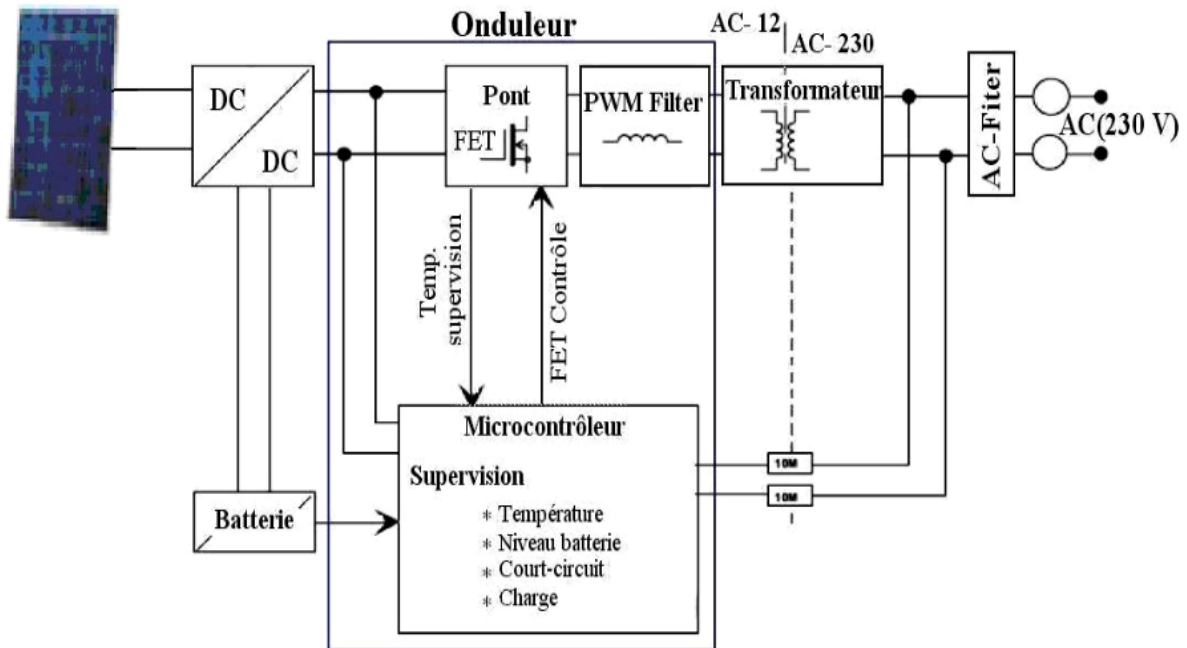 Onduleur
AC- 12
AC- 230
DC
DC
Pont
FET
PWM Filter
Transformateur
AC-Fiter
AC(230 V)
Temp.
supervision
FET Contrôle
Microcontrôleur
Supervision
* Température
* Niveau batterie
* Court-circuit
* Charge
10M
10M
Batterie